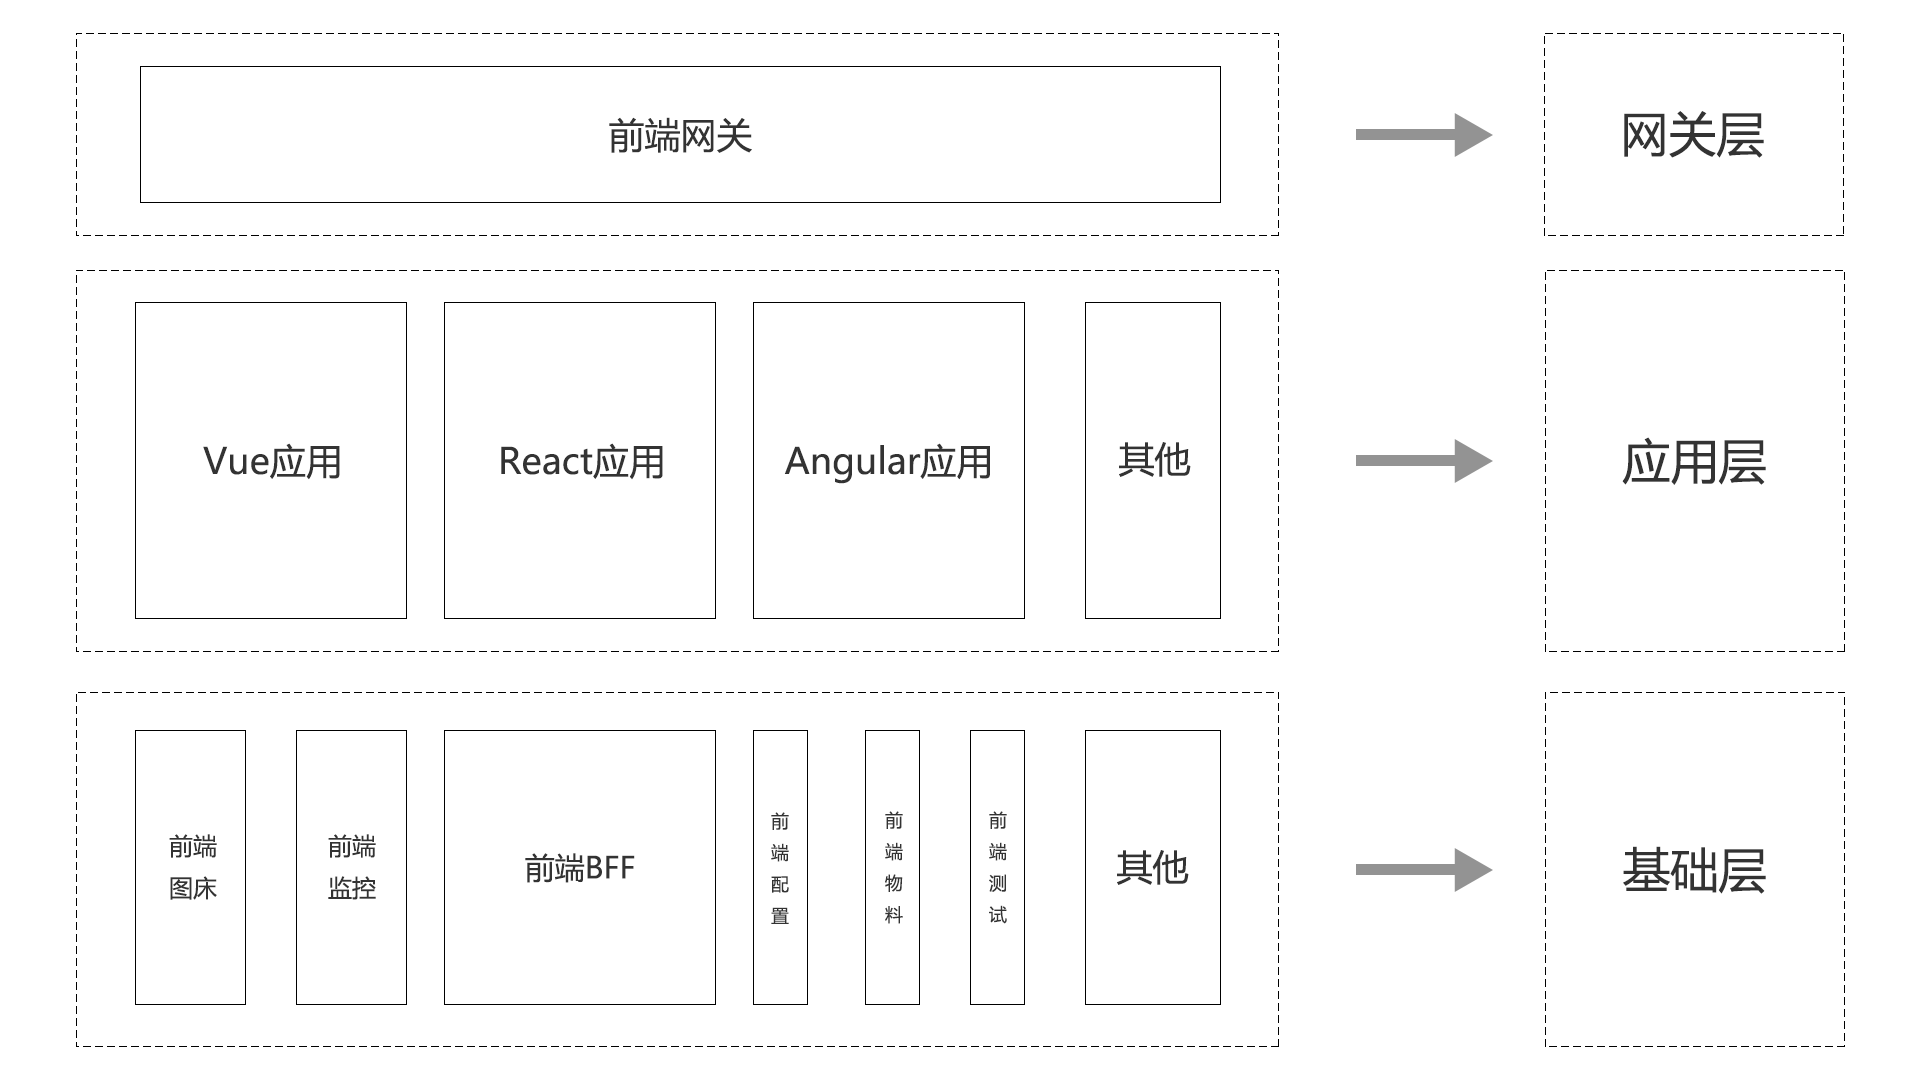 前端网关
网关层
Vue应用
React应用
Angular应用
其他
应用层
前端
图床
前端
监控
前端BFF
前
端
配
置
前
端
物
料
前
端
测
试
其他
基础层